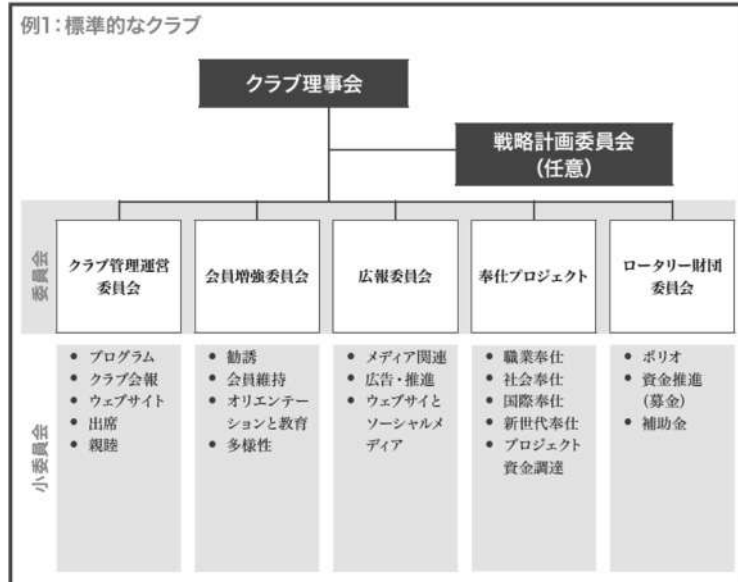 例1：標準的なクラブ
クラブ理事会
戦略計画委員会
（任意）
委員会
クラブ管理運営
委員会
会員増強委員会
広報委員会
奉仕プロジェクト
ロータリー財団
委員会
小委員会
• プログラム
• クラブ会報
• ウェブサイト
• 出席
• 親睦
• 勧誘
• 会員維持
• オリエンテー
ションと教育
• 多様性
• メディア関連
• 広告・推進
• ウェブサイと
ソーシャルメ
ディア
• 職業奉仕
• 社会奉仕
• 国際奉仕
• 新世代奉仕
• プロジェクト
資金調達
• ポリオ
• 資金推進
（募金）
• 補助金